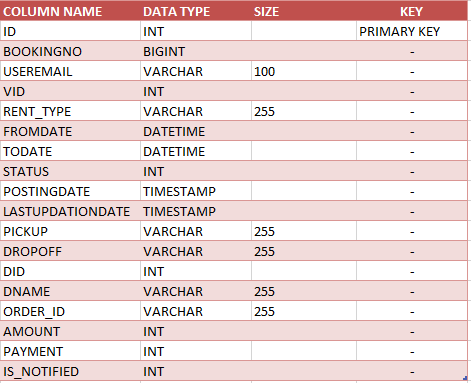 COLUMN NAME DATA TYPE SIZE KEY
ID INT PRIMARY KEY
BOOKINGNO BIGINT -
USEREMAIL VARCHAR 100 -
VID INT -
RENT_TYPE VARCHAR 255 -
FROMDATE DATETIME -
TODATE DATETIME -
STATUS INT -
POSTINGDATE TIMESTAMP -
LASTUPDATIONDATE TIMESTAMP -
PICKUP VARCHAR 255 -
DROPOFF VARCHAR 255 -
DID INT -
DNAME VARCHAR 255 -
ORDER_ID VARCHAR 255 -
AMOUNT INT -
PAYMENT INT -
IS_NOTIFIED INT -